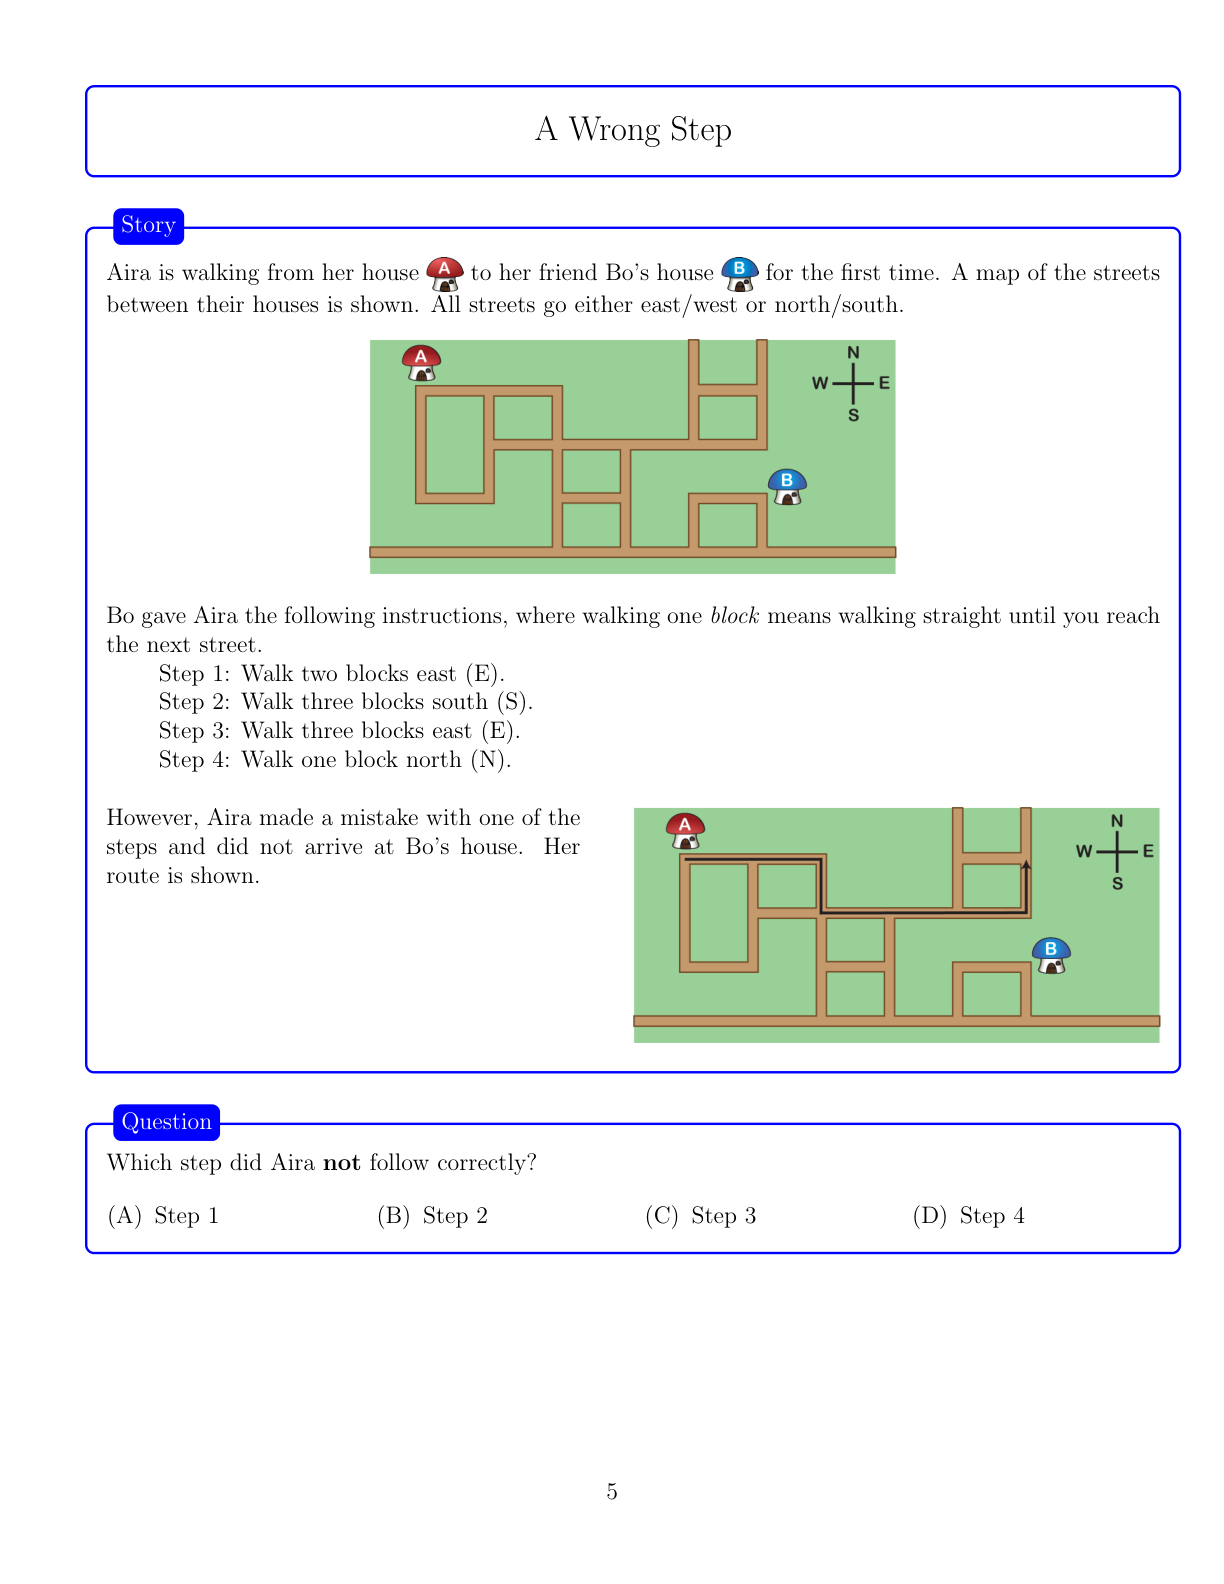 A Wrong Step
Story
Aira is walking from her house A to her friend Bo's house B for the first time. A map of the streets
between their houses is shown. All streets go either east/west or north/south.
A
N
W E
S
B
Bo gave Aira the following instructions, where walking one block means walking straight until you reach
the next street.
Step 1: Walk two blocks east (E).
Step 2: Walk three blocks south (S).
Step 3: Walk three blocks east (E).
Step 4: Walk one block north (N).
However, Aira made a mistake with one of the
steps and did not arrive at Bo's house. Her
route is shown.
A
N
W E
S
B
Question
Which step did Aira not follow correctly?
(A) Step 1 (B) Step 2 (C) Step 3 (D) Step 4
5